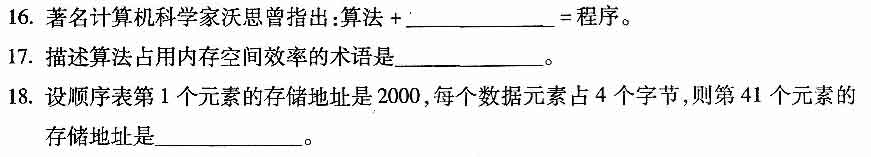 16. 著名计算机科学家沃思曾指出:算法 + ______________ = 程序。
17. 描述算法占用内存空间效率的术语是______________。
18. 设顺序表第 1 个元素的存储地址是 2000,每个数据元素占 4 个字节,则第 41 个元素的
存储地址是______________。